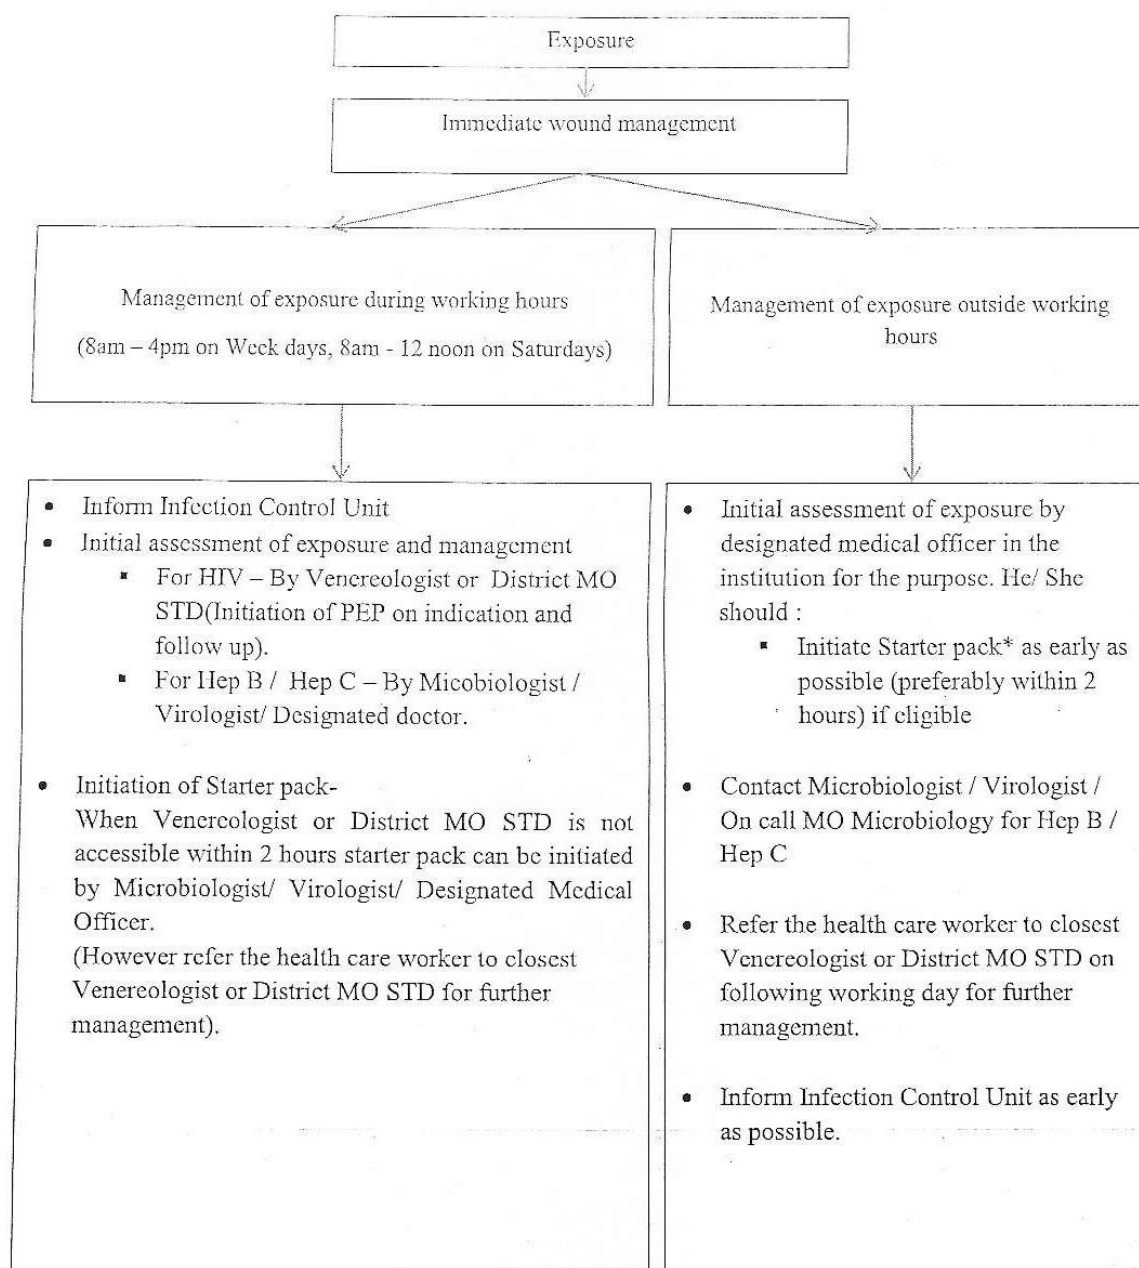 Exposure
Immediate wound management
Management of exposure during working hours
(8am – 4pm on Week days, 8am - 12 noon on Saturdays)
Management of exposure outside working
hours
• Inform Infection Control Unit
• Initial assessment of exposure and management
▪ For HIV – By Venereologist or District MO
STD(Initiation of PEP on indication and
follow up).
▪ For Hep B / Hep C – By Micobiologist /
Virologist/ Designated doctor.
• Initiation of Starter pack-
When Venereologist or District MO STD is not
accessible within 2 hours starter pack can be initiated
by Microbiologist/ Virologist/ Designated Medical
Officer.
(However refer the health care worker to closest
Venereologist or District MO STD for further
management).
• Initial assessment of exposure by
designated medical officer in the
institution for the purpose. He/ She
should :
▪ Initiate Starter pack* as early as
possible (preferably within 2
hours) if eligible
• Contact Microbiologist / Virologist /
On call MO Microbiology for Hep B /
Hep C
• Refer the health care worker to closest
Venereologist or District MO STD on
following working day for further
management.
• Inform Infection Control Unit as early
as possible.